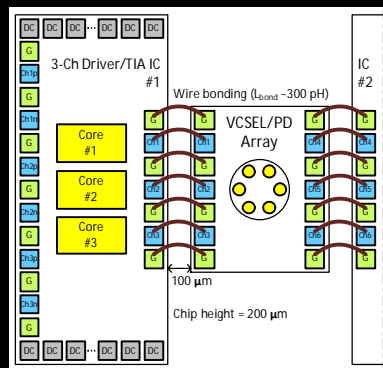 DC DC DC ... DC DC DC
3-Ch Driver/TIA IC
#1
IC
#2
G
Ch1p
G
Ch1n
G
Ch2p
G
Ch2n
G
Ch3p
G
Ch3n
G
Core
#1
Core
#2
Core
#3
Wire bonding (Lbond ~300 pH)
VCSEL/PD
Array
G G G G
Ch1 Ch1 Ch4 Ch4
G G G G
Ch2 Ch2 Ch5 Ch5
G G G G
Ch3 Ch3 Ch6 Ch6
G G G G
100 µm
Chip height = 200 µm
DC DC DC ... DC DC DC